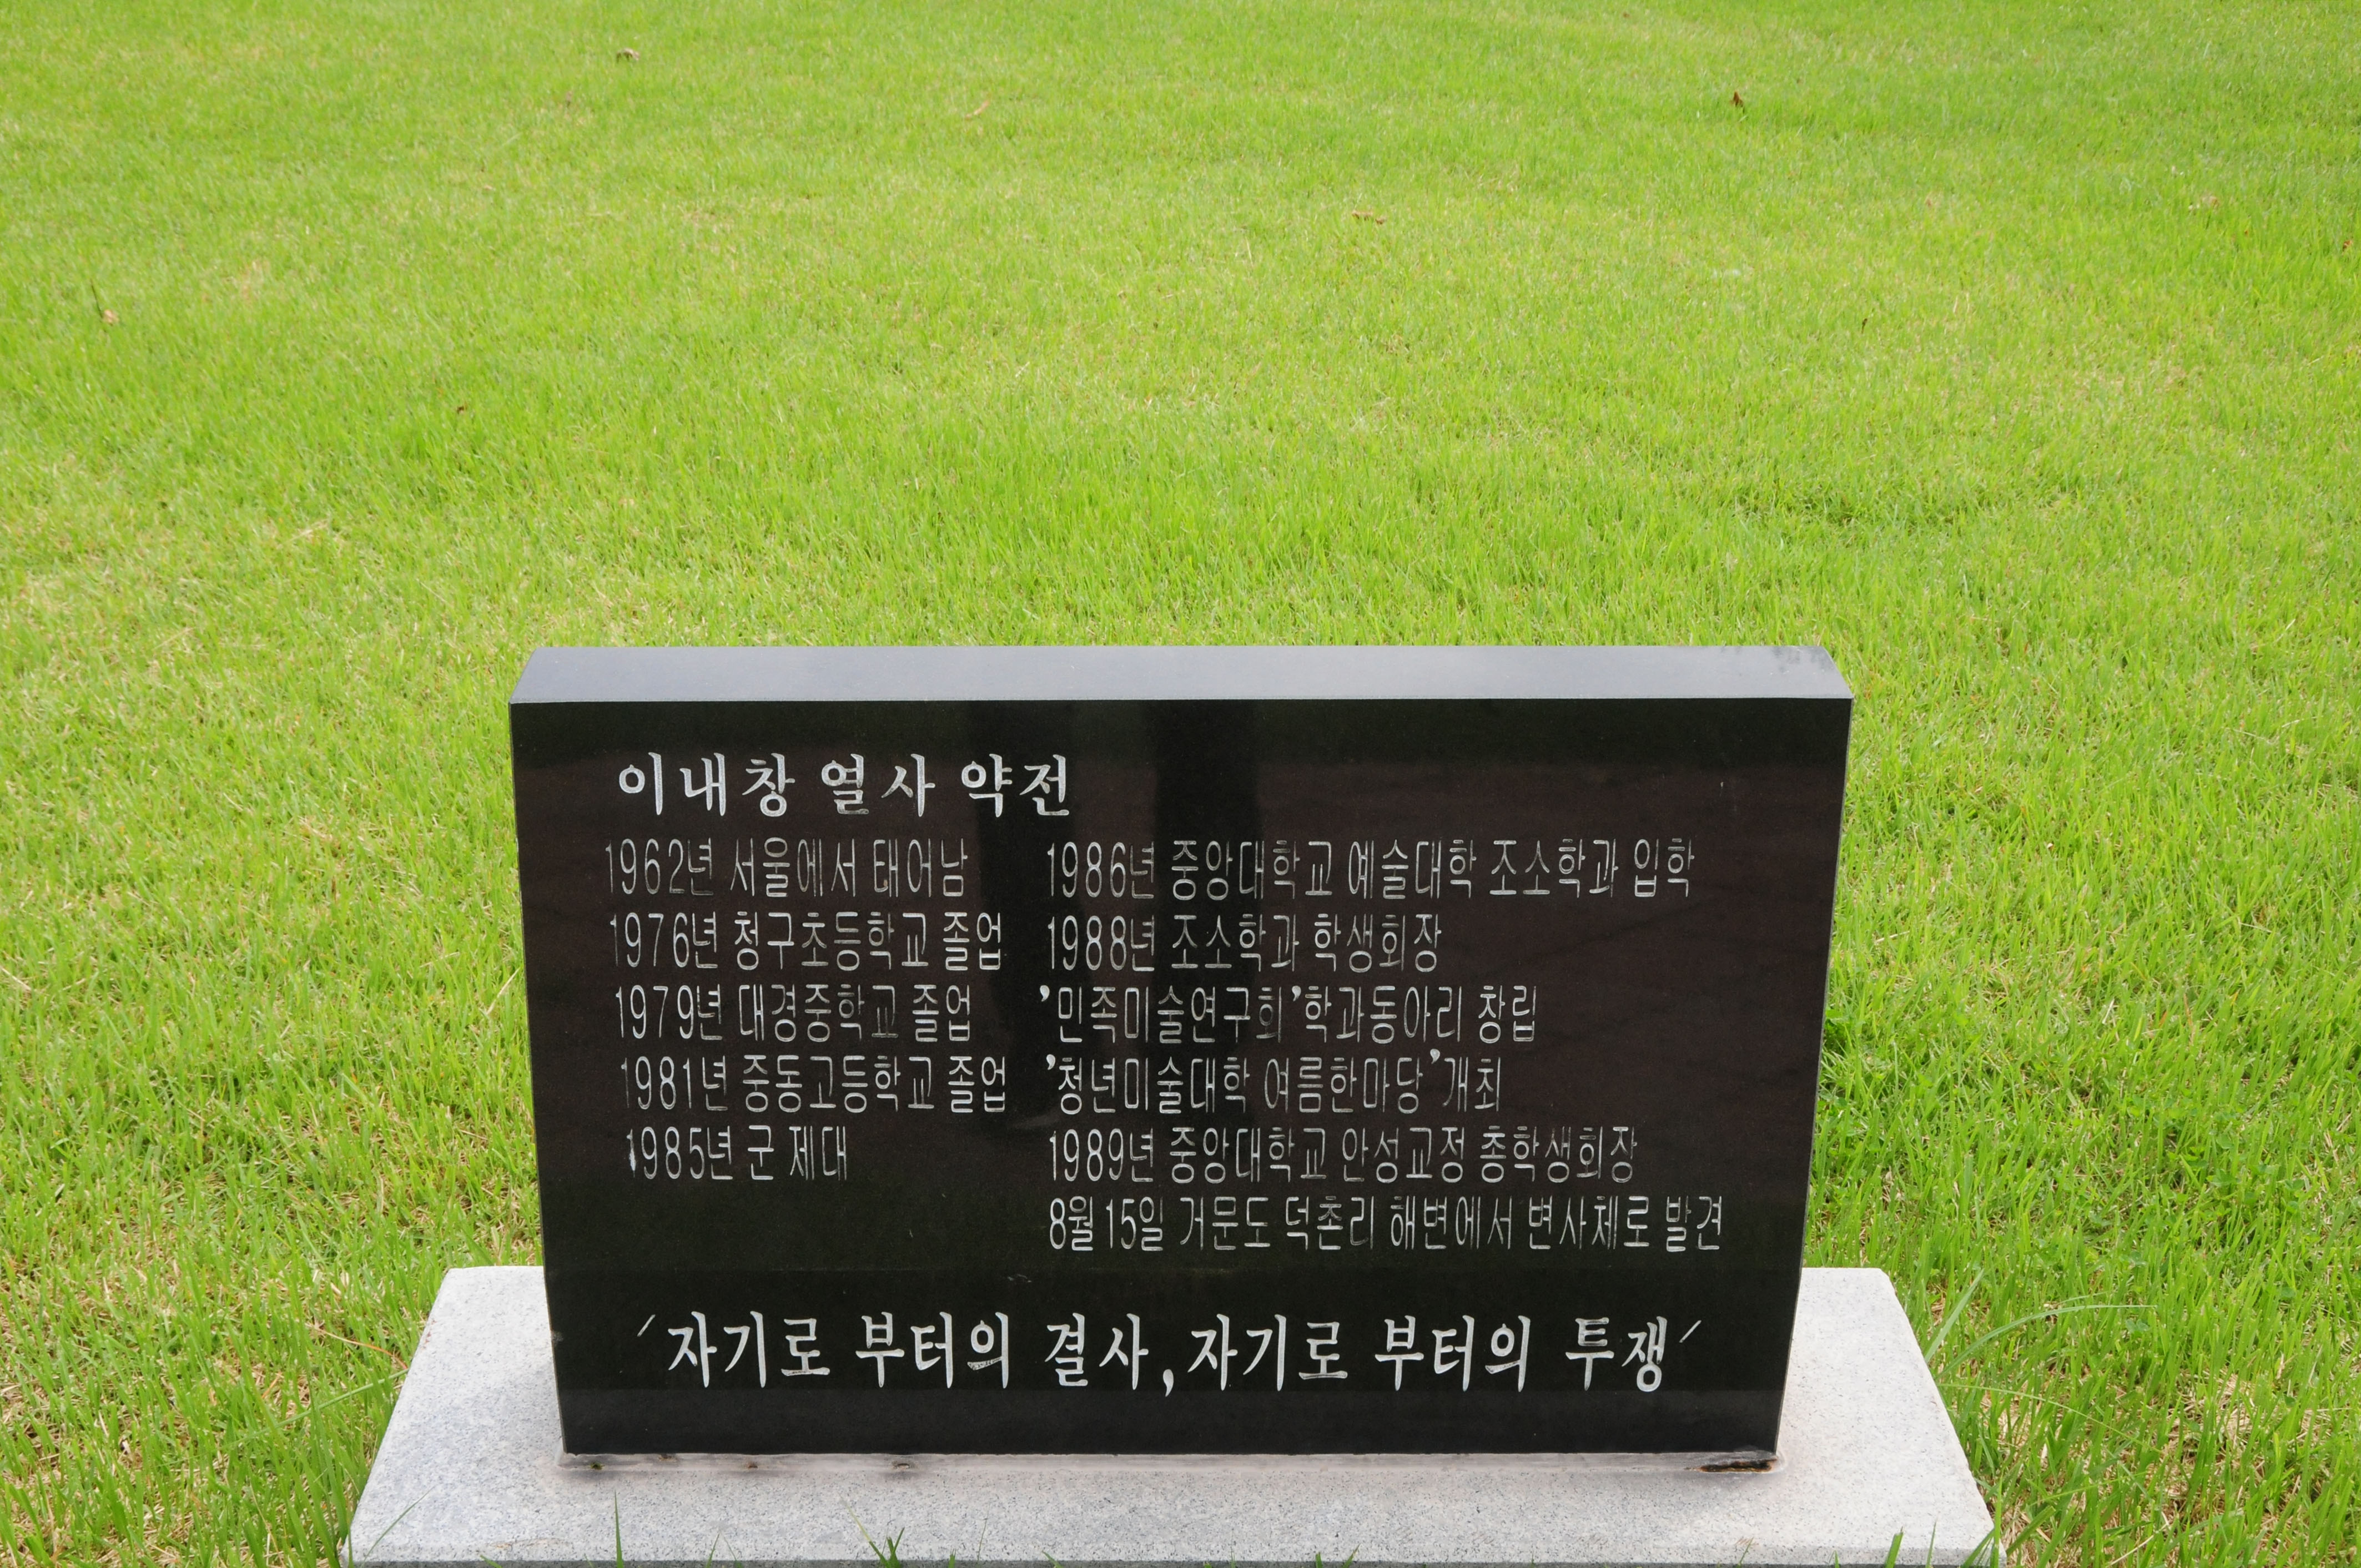 이내창 열사 약전
1962년 서울에서 태어남
1976년 청구초등학교 졸업
1979년 대경중학교 졸업
1981년 중동고등학교 졸업
1985년 군 제대
1986년 중앙대학교 예술대학 조소학과 입학
1988년 조소학과 학생회장
'민족미술연구회'학과동아리 창립
'청년미술대학 여름한마당'개최
1989년 중앙대학교 안성교정 총학생회장
8월 15일 거문도 덕촌리 해변에서 변사체로 발견
'자기로 부터의 결사, 자기로 부터의 투쟁'